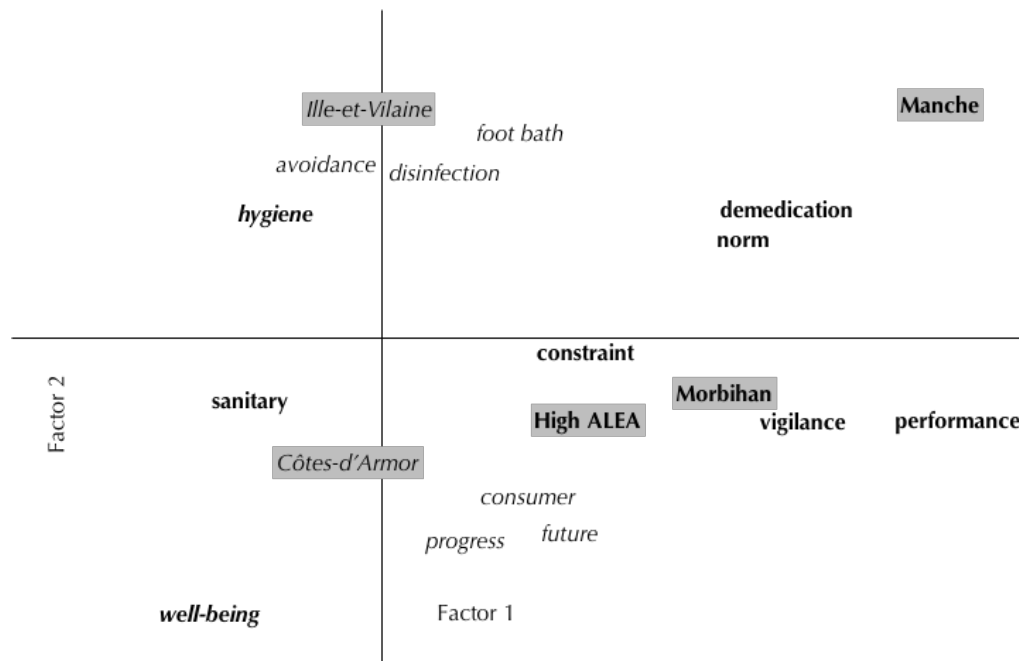 Ille-et-Vilaine
Manche
foot bath
avoidance
disinfection
hygiene
demedication
norm
constraint
Factor 2
sanitary
Morbihan
High ALEA
vigilance
performance
Côtes-d'Armor
consumer
progress
future
well-being
Factor 1